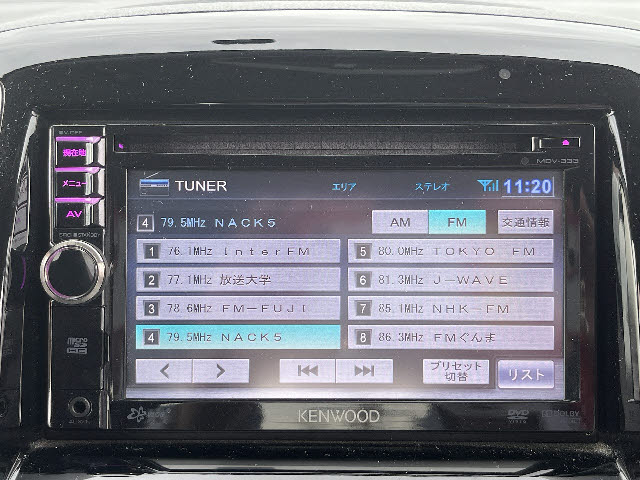 MDV-333
現在地
メニュー
AV
TUNER エリア ステレオ 11:20
4 79.5MHz NACK5 AM FM 交通情報
1 76.1MHz interFM
5 80.0MHz TOKYO FM
2 77.1MHz 放送大学
6 81.3MHz J-WAVE
3 78.6MHz FM-FUJI
7 85.1MHz NHK-FM
4 79.5MHz NACK5
8 86.3MHz FMぐんま
プリセット
切替
リスト
micro
KENWOOD
DVD
DOLBY